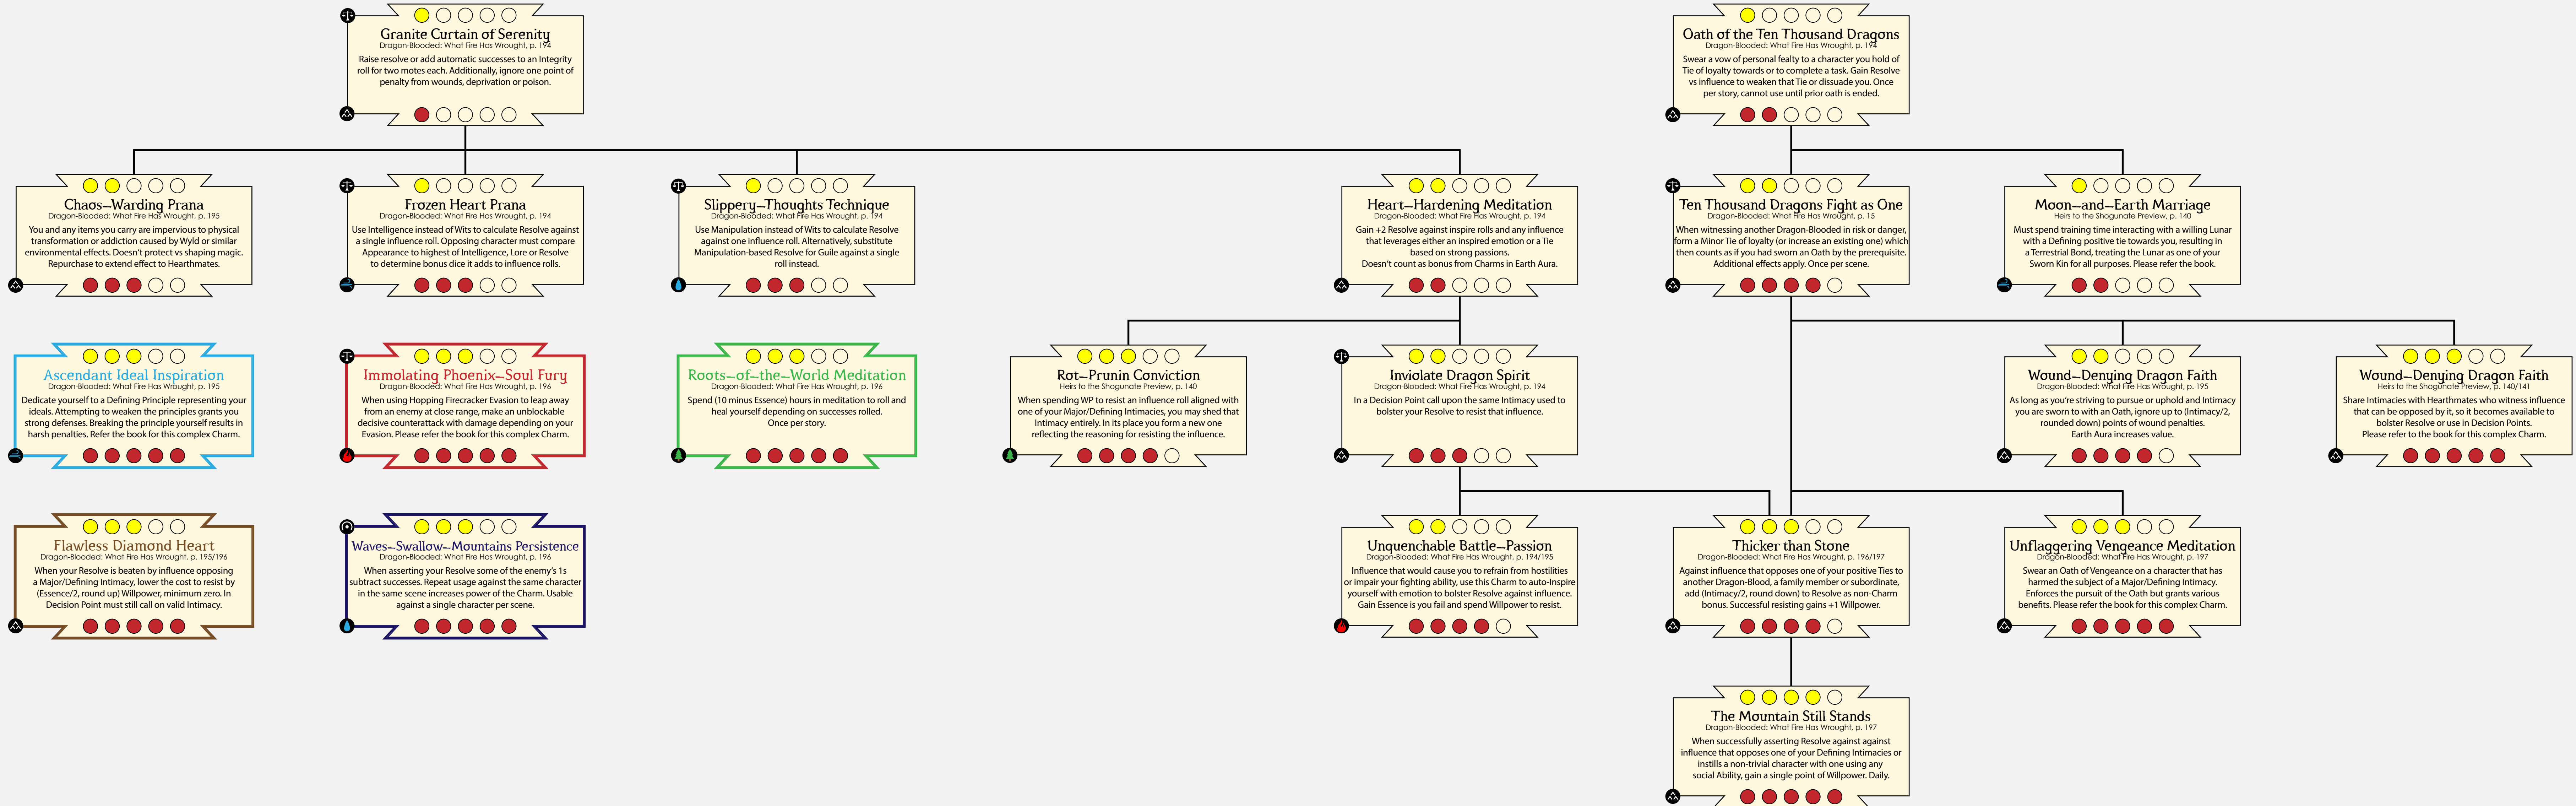 Granite Curtain of Serenity
Dragon-Blooded: What Fire Has Wrought, p. 194
Raise resolve or add automatic successes to an Integrity
roll for two motes each. Additionally, ignore one point of
penalty from wounds, deprivation or poison.
Oath of the Ten Thousand Dragons
Dragon-Blooded: What Fire Has Wrought, p. 194
Swear a vow of personal fealty to a character you hold of
Tie of loyalty towards or to complete a task. Gain Resolve
vs influence to weaken that Tie or dissuade you. Once
per story, cannot use until prior oath is ended.
Chaos-Warding Prana
Dragon-Blooded: What Fire Has Wrought, p. 195
You and any items you carry are impervious to physical
transformation or addiction caused by Wyld or similar
environmental effects. Doesn't protect vs shaping magic.
Repurchase to extend effect to Hearthmates.
Frozen Heart Prana
Dragon-Blooded: What Fire Has Wrought, p. 194
Use Intelligence instead of Wits to calculate Resolve against
a single influence roll. Opposing character must compare
Appearance to highest of Intelligence, Lore or Resolve
to determine bonus dice it adds to influence rolls.
Slippery-Thoughts Technique
Dragon-Blooded: What Fire Has Wrought, p. 194
Use Manipulation instead of Wits to calculate Resolve
against one influence roll. Alternatively, substitute
Manipulation-based Resolve for Guile against a single
roll instead.
Heart-Hardening Meditation
Dragon-Blooded: What Fire Has Wrought, p. 194
Gain +2 Resolve against inspire rolls and any influence
that leverages either an inspired emotion or a Tie
based on strong passions.
Doesn't count as bonus from Charms in Earth Aura.
Ten Thousand Dragons Fight as One
Dragon-Blooded: What Fire Has Wrought, p. 15
When witnessing another Dragon-Blooded in risk or danger,
form a Minor Tie of loyalty (or increase an existing one) which
then counts as if you had sworn an Oath by the prerequisite.
Additional effects apply. Once per scene.
Moon-and-Earth Marriage
Heirs to the Shogunate Preview, p. 140
Must spend training time interacting with a willing Lunar
with a Defining positive tie towards you, resulting in
a Terrestrial Bond, treating the Lunar as one of your
Sworn Kin for all purposes. Please refer the book.
Ascendant Ideal Inspiration
Dragon-Blooded: What Fire Has Wrought, p. 195
Dedicate yourself to a Defining Principle representing your
ideals. Attempting to weaken the principles grants you
strong defenses. Breaking the principle yourself results in
harsh penalties. Refer the book for this complex Charm.
Immolating Phoenix-Soul Fury
Dragon-Blooded: What Fire Has Wrought, p. 196
When using Hopping Firecracker Evasion to leap away
from an enemy at close range, make an unblockable
decisive counterattack with damage depending on your
Evasion. Please refer the book for this complex Charm.
Roots-of-the-World Meditation
Dragon-Blooded: What Fire Has Wrought, p. 196
Spend (10 minus Essence) hours in meditation to roll and
heal yourself depending on successes rolled.
Once per story.
Rot-Prunin Conviction
Heirs to the Shogunate Preview, p. 140
When spending WP to resist an influence roll aligned with
one of your Major/Defining Intimacies, you may shed that
Intimacy entirely. In its place you form a new one
reflecting the reasoning for resisting the influence.
Inviolate Dragon Spirit
Dragon-Blooded: What Fire Has Wrought, p. 194
In a Decision Point call upon the same Intimacy used to
bolster your Resolve to resist that influence.
Wound-Denying Dragon Faith
Dragon-Blooded: What Fire Has Wrought, p. 195
As long as you're striving to pursue or uphold and Intimacy
you are sworn to with an Oath, ignore up to (Intimacy/2,
rounded down) points of wound penalties.
Earth Aura increases value.
Wound-Denying Dragon Faith
Heirs to the Shogunate Preview, p. 140/141
Share Intimacies with Hearthmates who witness influence
that can be opposed by it, so it becomes available to
bolster Resolve or use in Decision Points.
Please refer to the book for this complex Charm.
Flawless Diamond Heart
Dragon-Blooded: What Fire Has Wrought, p. 195/196
When your Resolve is beaten by influence opposing
a Major/Defining Intimacy, lower the cost to resist by
(Essence/2, round up) Willpower, minimum zero. In
Decision Point must still call on valid Intimacy.
Waves-Swallow-Mountains Persistence
Dragon-Blooded: What Fire Has Wrought, p. 196
When asserting your Resolve some of the enemy's 1s
subtract successes. Repeat usage against the same character
in the same scene increases power of the Charm. Usable
against a single character per scene.
Unquenchable Battle-Passion
Dragon-Blooded: What Fire Has Wrought, p. 194/195
Influence that would cause you to refrain from hostilities
or impair your fighting ability, use this Charm to auto-Inspire
yourself with emotion to bolster Resolve against influence.
Gain Essence is you fail and spend Willpower to resist.
Thicker than Stone
Dragon-Blooded: What Fire Has Wrought, p. 196/197
Against influence that opposes one of your positive Ties to
another Dragon-Blood, a family member or subordinate,
add (Intimacy/2, round down) to Resolve as non-Charm
bonus. Successful resisting gains +1 Willpower.
Unflaggering Vengeance Meditation
Dragon-Blooded: What Fire Has Wrought, p. 197
Swear an Oath of Vengeance on a character that has
harmed the subject of a Major/Defining Intimacy.
Enforces the pursuit of the Oath but grants various
benefits. Please refer the book for this complex Charm.
The Mountain Still Stands
Dragon-Blooded: What Fire Has Wrought, p. 197
When successfully asserting Resolve against against
influence that opposes one of your Defining Intimacies or
instills a non-trivial character with one using any
social Ability, gain a single point of Willpower. Daily.